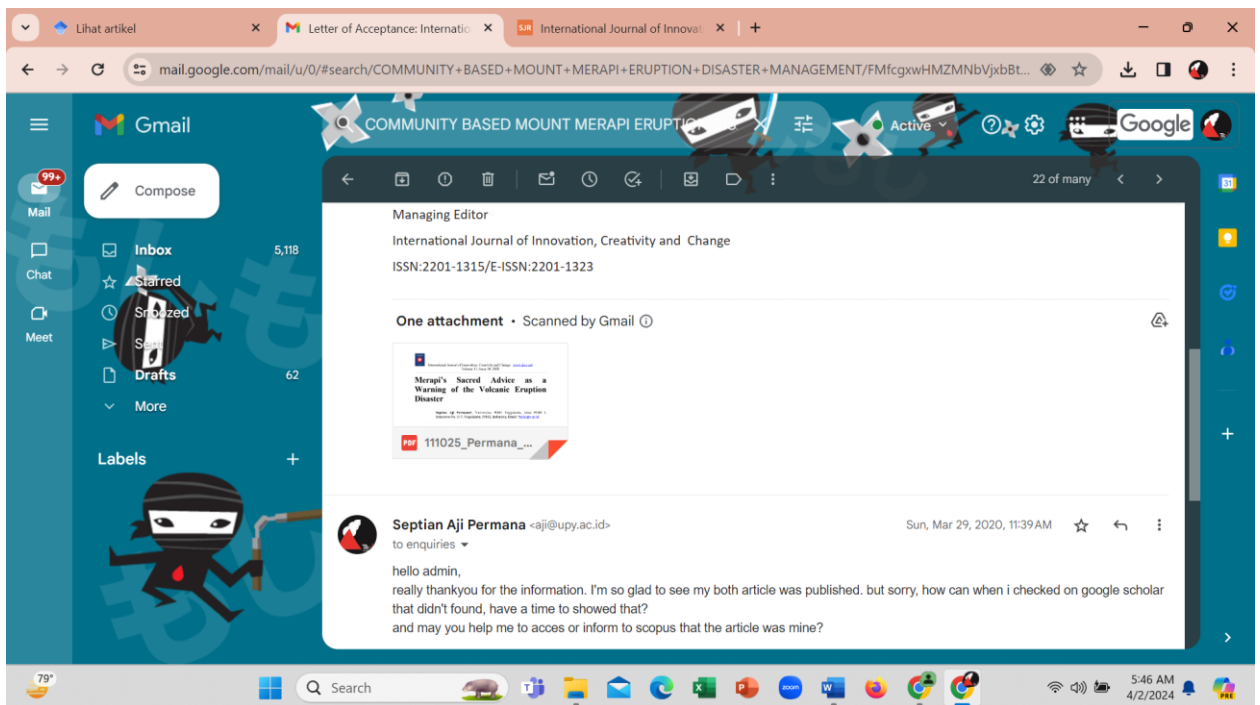 Lihat artikel
Letter of Acceptance: Internatio
SJR International Journal of Innovat
mail.google.com/mail/u/0/#search/COMMUNITY+BASED+MOUNT+MERAPI+ERUPTION+DISASTER+MANAGEMENT/FMfcgxwHMZMNbVjxbBt...
Gmail
COMMUNITY BASED MOUNT MERAPI ERUPTIO
Active
Google
99+
Mail
Compose
22 of many
31
Managing Editor
Chat
Inbox 5,118
International Journal of Innovation, Creativity and Change
ISSN:2201-1315/E-ISSN:2201-1323
Starred
Snoozed
Meet
One attachment • Scanned by Gmail
Sent
Drafts 62
More
Merapi's Sacred Advice as a
Warning of the Volcanic Eruption
Disaster
PDF 111025_Permana_...
Labels
Septian Aji Permana <aji@upy.ac.id> Sun, Mar 29, 2020, 11:39 AM
to enquiries
hello admin,
really thankyou for the information. I'm so glad to see my both article was published. but sorry, how can when i checked on google scholar
that didn't found, have a time to showed that?
and may you help me to acces or inform to scopus that the article was mine?
79°
Search
zoom
PRE
5:46 AM
4/2/2024